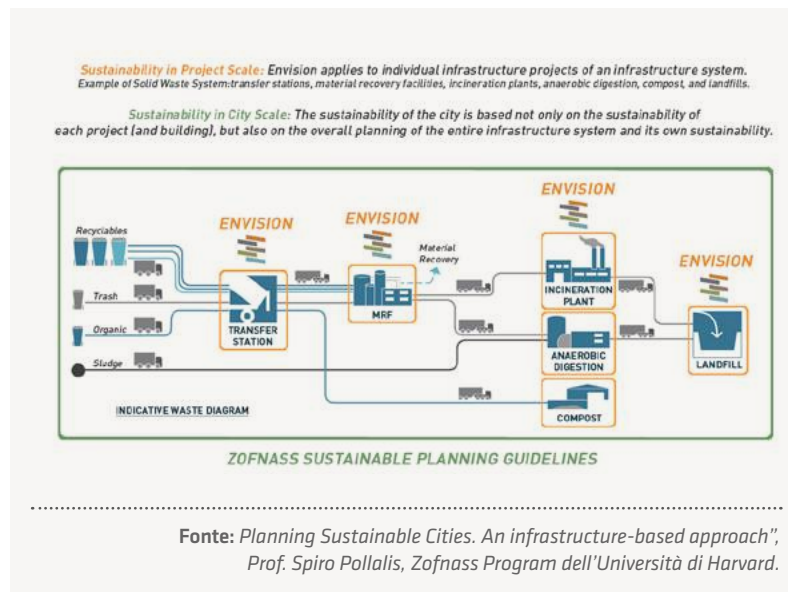 Sustainability in Project Scale: Envision applies to individual infrastructure projects of an infrastructure system.
Example of Solid Waste System:transfer stations, material recovery facilities, incineration plants, anaerobic digestion, compost, and landfills.
Sustainability in City Scale: The sustainability of the city is based not only on the sustainability of
each project (and building), but also on the overall planning of the entire infrastructure system and its own sustainability.
ENVISION
ENVISION
ENVISION
ENVISION
Recyclables
Material
Recovery
Trash
Organic
Sludge
TRANSFER
STATION
MRF
INCINERATION
PLANT
ANAEROBIC
DIGESTION
COMPOST
LANDFILL
INDICATIVE WASTE DIAGRAM
ZOFNASS SUSTAINABLE PLANNING GUIDELINES
Fonte: Planning Sustainable Cities. An infrastructure-based approach”,
Prof. Spiro Pollalis, Zofnass Program dell’Università di Harvard.